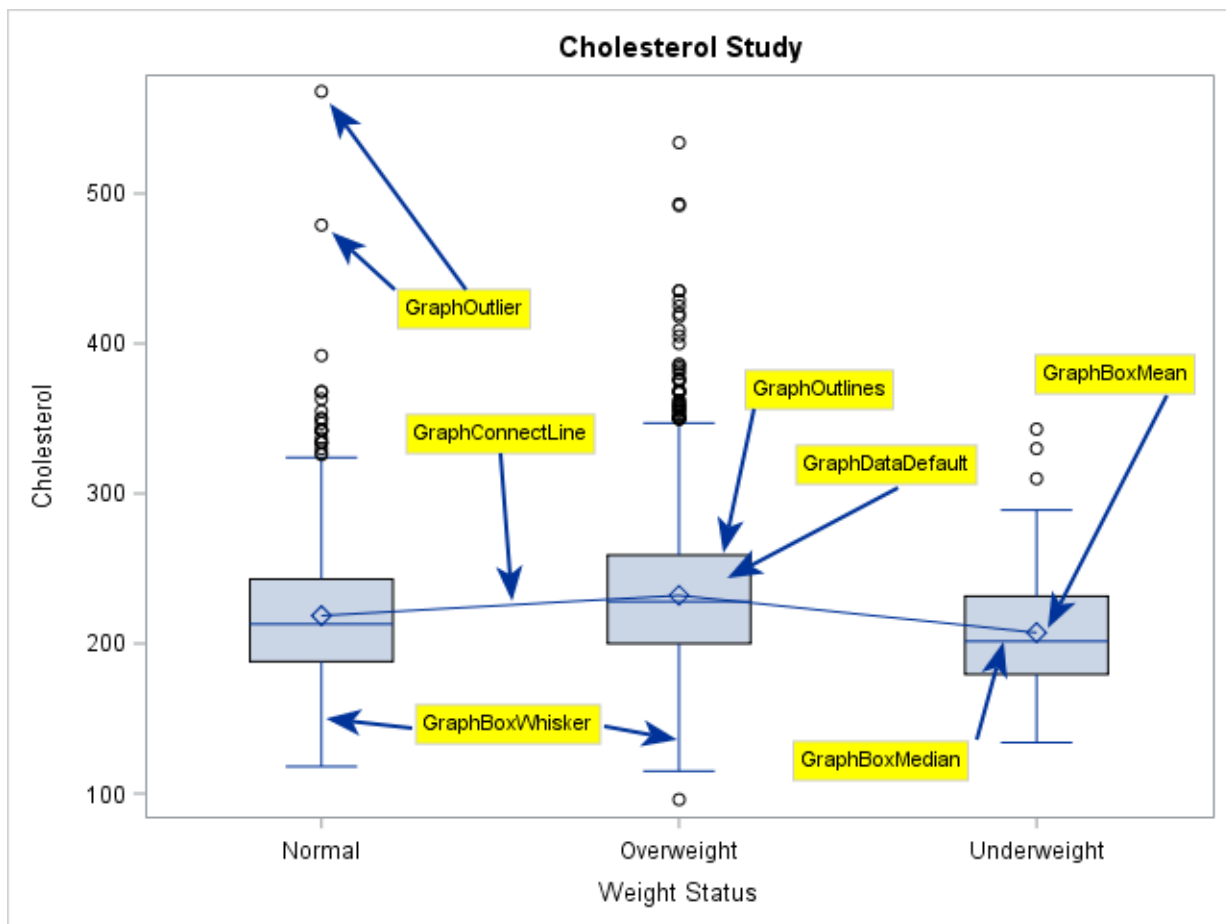 Cholesterol Study
500
400
300
200
100
Cholesterol
GraphOutlier
GraphConnectLine
GraphOutlines
GraphDataDefault
GraphBoxMean
GraphBoxWhisker
GraphBoxMedian
Normal
Overweight
Underweight
Weight Status